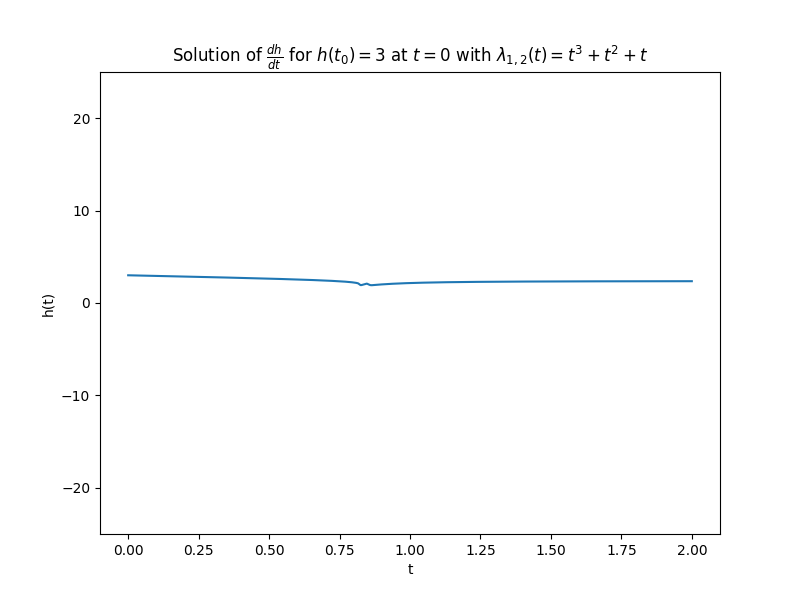 Solution of $\frac{dh}{dt}$ for $h(t_0) = 3$ at $t = 0$ with $\lambda_{1,2}(t) = t^3 + t^2 + t$
20
10
0
−10
−20
h(t)
0.00 0.25 0.50 0.75 1.00 1.25 1.50 1.75 2.00
t